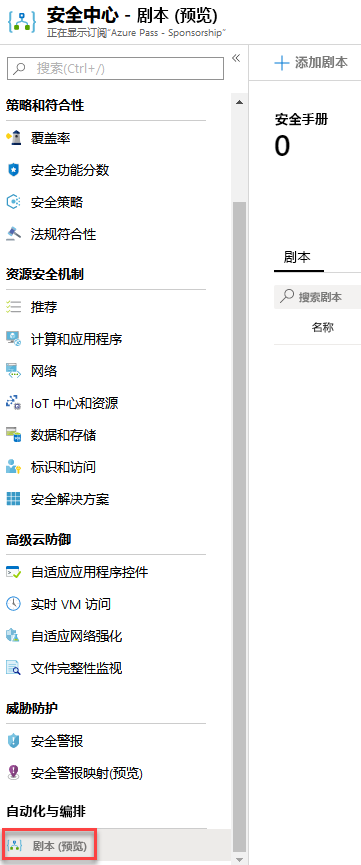 安全中心 - 剧本 (预览)
正在显示订阅"Azure Pass - Sponsorship"
搜索(Ctrl+/)
«
策略和符合性
覆盖率
安全功能分数
安全策略
法规符合性
资源安全机制
推荐
计算和应用程序
网络
IoT 中心和资源
数据和存储
标识和访问
安全解决方案
高级云防御
自适应应用程序控件
实时 VM 访问
自适应网络强化
文件完整性监视
威胁防护
安全警报
安全警报映射(预览)
自动化与编排
剧本 (预览)
添加剧本
安全手册
0
剧本
搜索剧本
名称